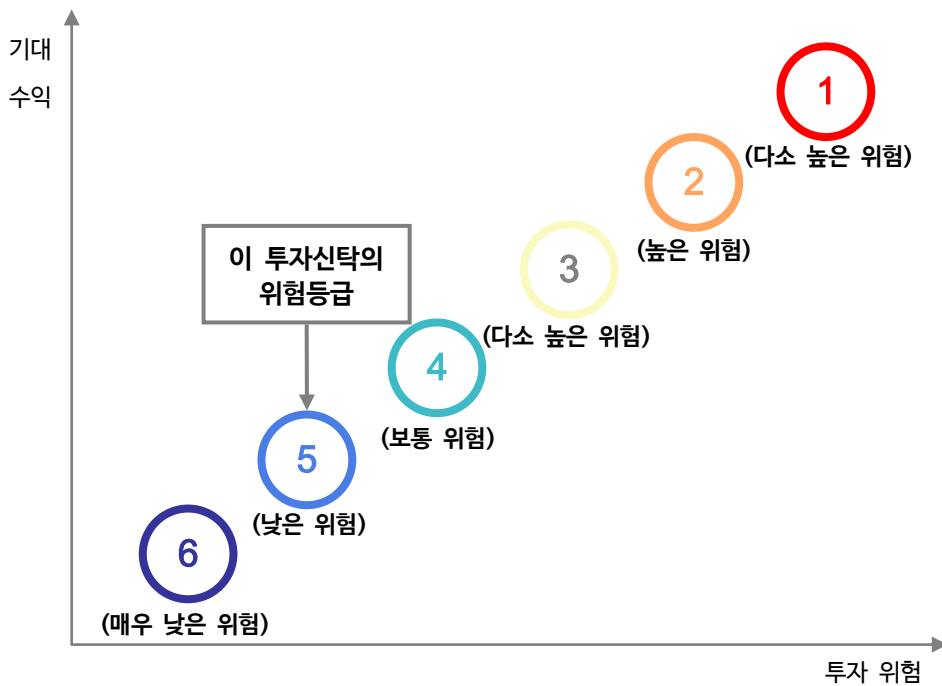 기대
수익
1
(다소 높은 위험)
2
(높은 위험)
이 투자신탁의
위험등급
3
(다소 높은 위험)
4
(보통 위험)
5
(낮은 위험)
6
(매우 낮은 위험)
투자 위험